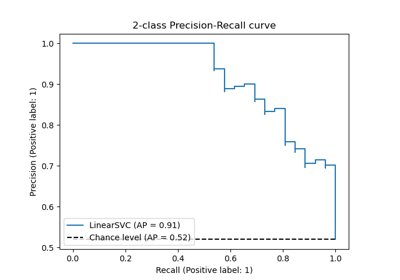 2-class Precision-Recall curve
1.0
0.9
0.8
0.7
0.6
0.5
Precision (Positive label: 1)
LinearSVC (AP = 0.91)
Chance level (AP = 0.52)
0.0
0.2
0.4
0.6
0.8
1.0
Recall (Positive label: 1)